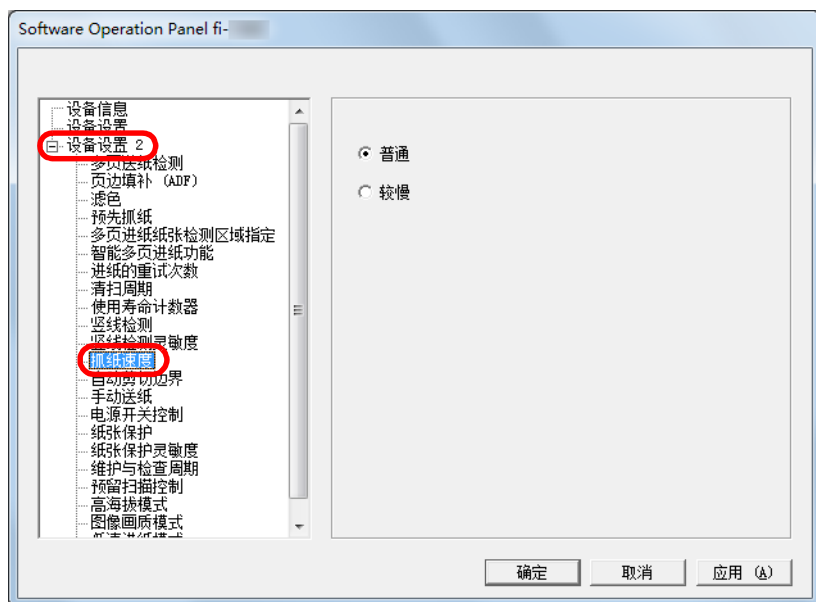 Software Operation Panel fi-
设备信息
设备设置
设备设置 2
多页送纸检测
页边填补 (ADF)
滤色
预先抓纸
多页进纸纸张检测区域指定
智能多页进纸功能
进纸的重试次数
清扫周期
使用寿命计数器
竖线检测
竖线检测灵敏度
抓纸速度
自动剪切边界
手动送纸
电源开关控制
纸张保护
纸张保护灵敏度
维护与检查周期
预留扫描控制
高海拔模式
图像画质模式
普通
较慢
确定
取消
应用 (A)